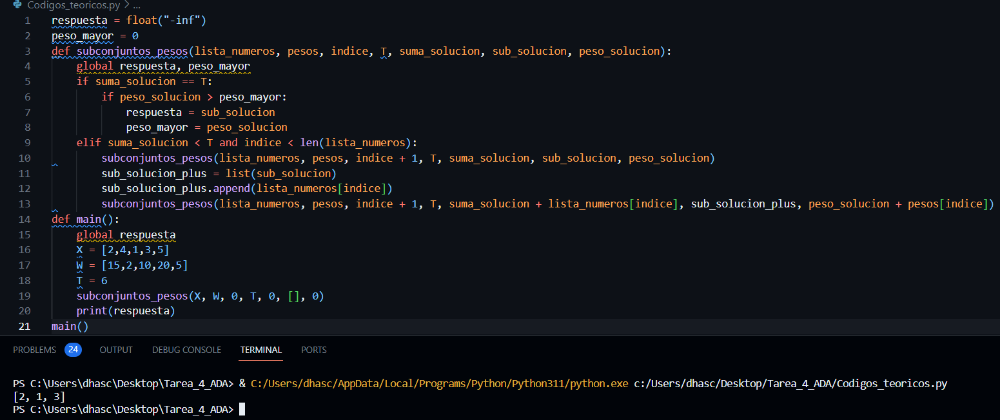 Codigos_teoricos.py > ...
1 respuesta = float("-inf")
2 peso_mayor = 0
3 def subconjuntos_pesos(lista_numeros, pesos, indice, T, suma_solucion, sub_solucion, peso_solucion):
4     global respuesta, peso_mayor
5     if suma_solucion == T:
6         if peso_solucion > peso_mayor:
7             respuesta = sub_solucion
8             peso_mayor = peso_solucion
9     elif suma_solucion < T and indice < len(lista_numeros):
10         subconjuntos_pesos(lista_numeros, pesos, indice + 1, T, suma_solucion, sub_solucion, peso_solucion)
11         sub_solucion_plus = list(sub_solucion)
12         sub_solucion_plus.append(lista_numeros[indice])
13         subconjuntos_pesos(lista_numeros, pesos, indice + 1, T, suma_solucion + lista_numeros[indice], sub_solucion_plus, peso_solucion + pesos[indice])
14 def main():
15     global respuesta
16     X = [2,4,1,3,5]
17     W = [15,2,10,20,5]
18     T = 6
19     subconjuntos_pesos(X, W, 0, T, 0, [], 0)
20     print(respuesta)
21 main()
PROBLEMS 24 OUTPUT DEBUG CONSOLE TERMINAL PORTS
PS C:\Users\dhasc\Desktop\Tarea_4_ADA> & C:/Users/dhasc/AppData/Local/Programs/Python/Python311/python.exe c:/Users/dhasc/Desktop/Tarea_4_ADA/Codigos_teoricos.py
[2, 1, 3]
PS C:\Users\dhasc\Desktop\Tarea_4_ADA>